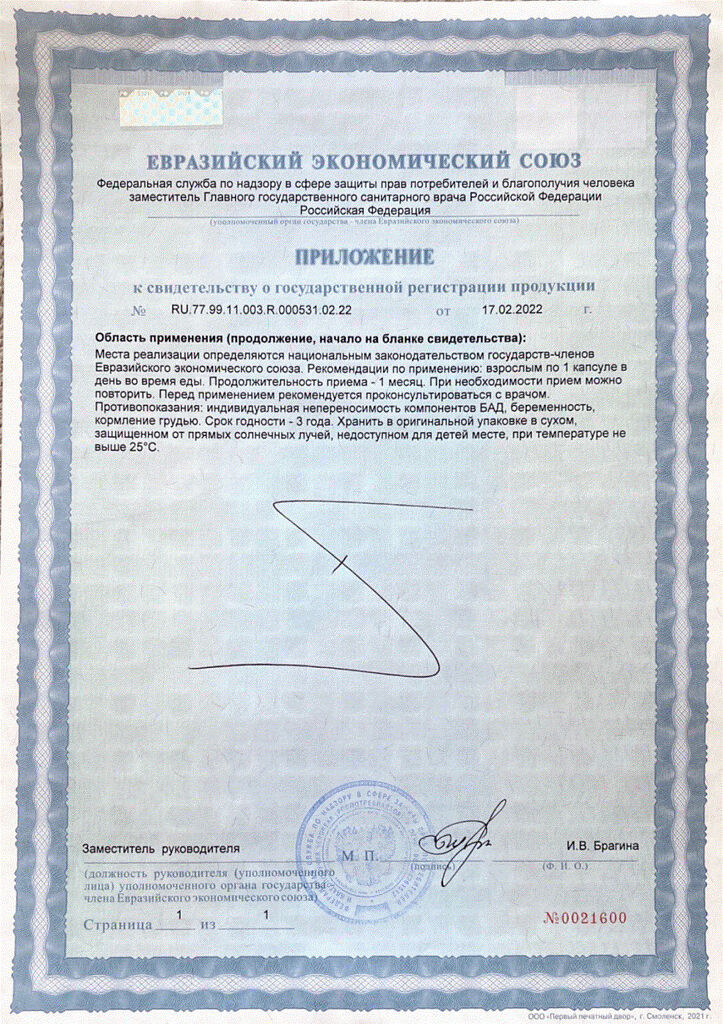 ЕВРАЗИЙСКИЙ ЭКОНОМИЧЕСКИЙ СОЮЗ
Федеральная служба по надзору в сфере защиты прав потребителей и благополучия человека
заместитель Главного государственного санитарного врача Российской Федерации
Российская Федерация
(уполномоченный орган государства - члена Евразийского экономического союза)
ПРИЛОЖЕНИЕ
к свидетельству о государственной регистрации продукции
№ RU.77.99.11.003.R.000531.02.22 от 17.02.2022 г.
Область применения (продолжение, начало на бланке свидетельства):
Места реализации определяются национальным законодательством государств-членов
Евразийского экономического союза. Рекомендации по применению: взрослым по 1 капсуле в
день во время еды. Продолжительность приема - 1 месяц. При необходимости прием можно
повторить. Перед применением рекомендуется проконсультироваться с врачом.
Противопоказания: индивидуальная непереносимость компонентов БАД, беременность,
кормление грудью. Срок годности - 3 года. Хранить в оригинальной упаковке в сухом,
защищенном от прямых солнечных лучей, недоступном для детей месте, при температуре не
выше 25°С.
Заместитель руководителя
И.В. Брагина
М. П.
(подпись)
(Ф. И. О.)
(должность руководителя (уполномоченного
лица) уполномоченного органа государства-
члена Евразийского экономического союза)
Страница 1 из 1
№0021600
ООО «Первый печатный двор», г. Смоленск, 2021 г.